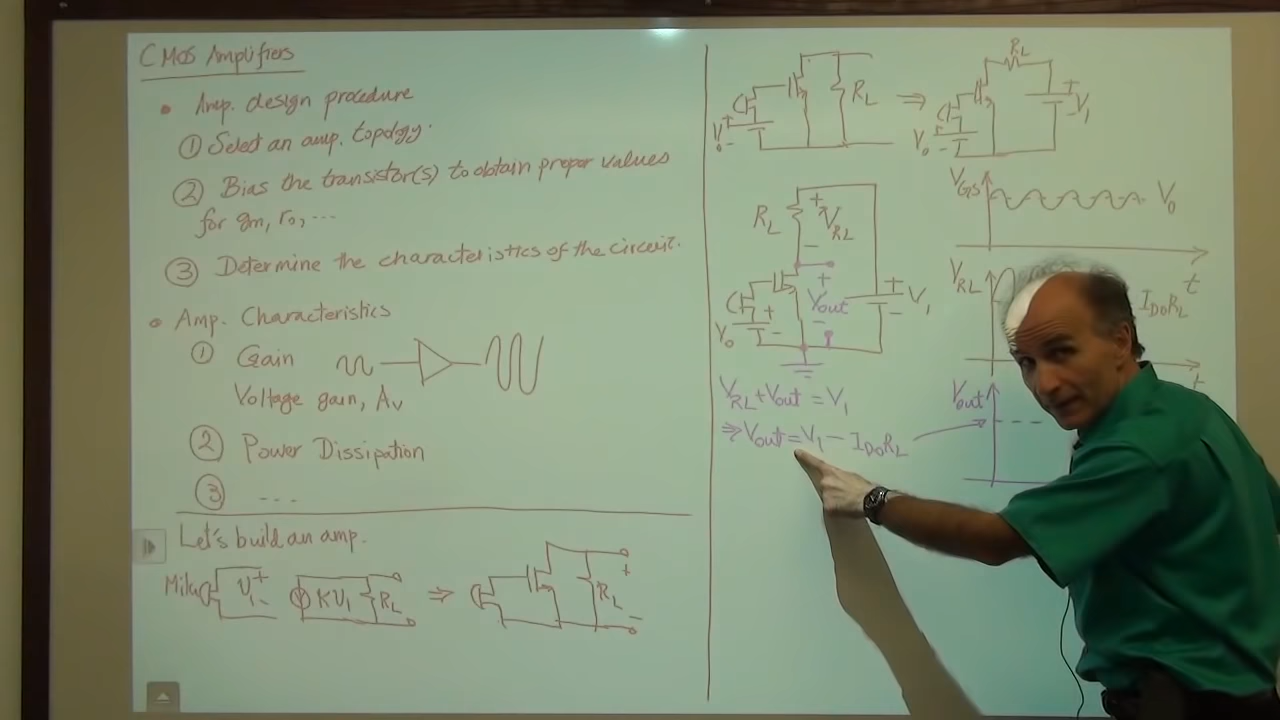 CMOS Amplifiers
• Amp. design procedure
① Select an amp. topology.
② Bias the transistor(s) to obtain proper values
for gm, ro, ...
③ Determine the characteristics of the circuit.
• Amp. Characteristics
① Gain
Voltage gain, Av
② Power Dissipation
③ ...
Let's build an amp.
V1 + -
KV1 RL ⇒ RL + -
V0 + - RL ⇒ V0 + - RL + - V1
VGS V0
t
RL + VRL -
V0 + - + Vout - + - V1
VRL IDORL
t
VRL + Vout = V1
⇒ Vout = V1 - IDORL
Vout